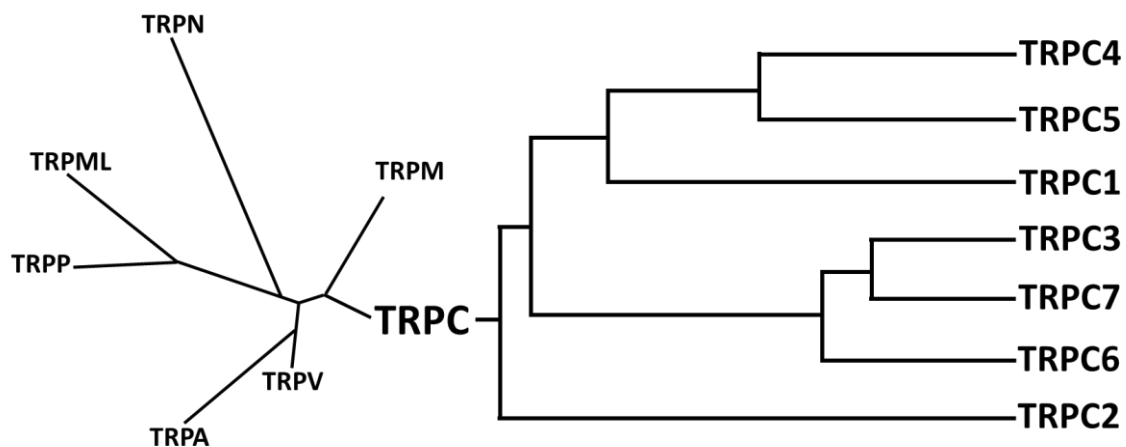 TRPN
TRPML
TRPM
TRPP
TRPC
TRPV
TRPA
TRPC4
TRPC5
TRPC1
TRPC3
TRPC7
TRPC6
TRPC2